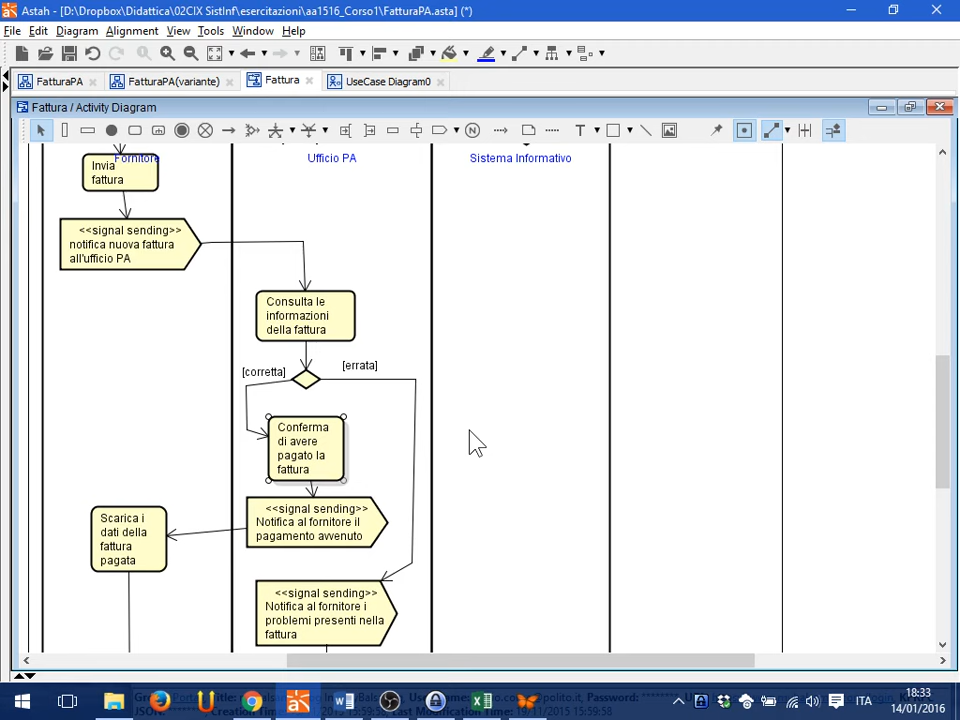 Astah - [D:\Dropbox\Didattica\02CIX SistInf\esercitazioni\aa1516_Corso1\FatturaPA.asta] (*)
File Edit Diagram Alignment View Tools Window Help
FatturaPA FatturaPA(variante) Fattura UseCase Diagram0
Fattura / Activity Diagram
Fornitore Ufficio PA Sistema Informativo
Invia
fattura
<<signal sending>>
notifica nuova fattura
all'ufficio PA
Consulta le
informazioni
della fattura
[corretta] [errata]
Conferma
di avere
pagato la
fattura
<<signal sending>>
Notifica al fornitore il
pagamento avvenuto
Scarica i
dati della
fattura
pagata
<<signal sending>>
Notifica al fornitore i
problemi presenti nella
fattura
ITA
18:33
14/01/2016